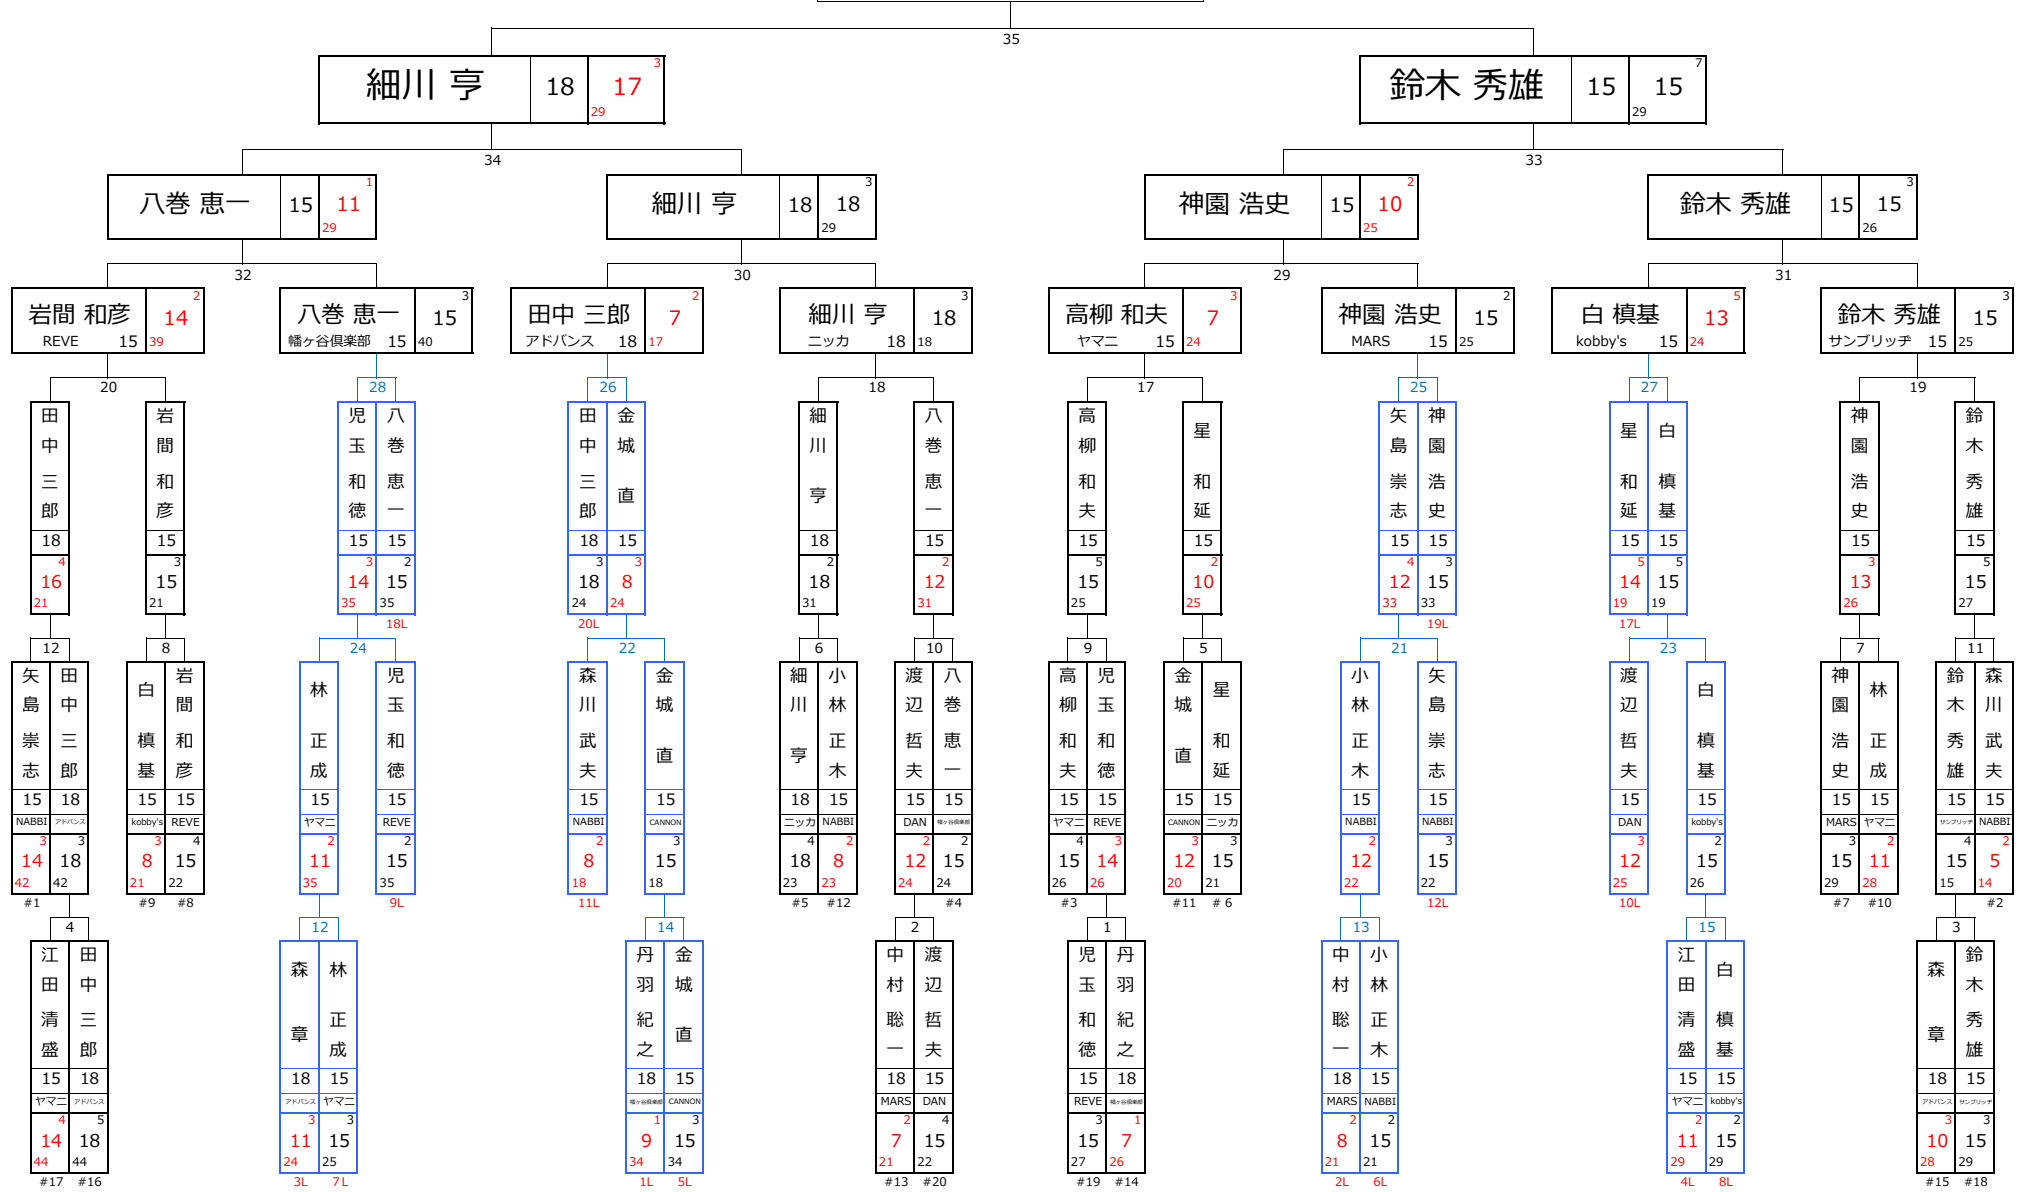 35
細川 亨 18 17 3 29
鈴木 秀雄 15 15 7 29
34
33
八巻 恵一 15 11 1 29
細川 亨 18 18 3 29
神園 浩史 15 10 2 25
鈴木 秀雄 15 15 3 26
32
30
29
31
岩間 和彦 REVE 15 14 2 39
八巻 恵一 幡ヶ谷倶楽部 15 15 3 40
田中 三郎 アドバンス 18 7 2 17
細川 亨 ニッカ 18 18 3 18
高柳 和夫 ヤマニ 15 7 3 24
神園 浩史 MARS 15 15 2 25
白 槙基 kobby's 15 13 5 24
鈴木 秀雄 サンブリッヂ 15 15 3 25
20
28
26
18
17
25
27
19
田中 三郎 18 4 16 21
岩間 和彦 15 3 15 21
児玉 和徳 15 3 14 35
八巻 恵一 15 2 15 35 18L
田中 三郎 18 3 18 24 20L
金城 直 15 3 8 24
細川 亨 18 2 18 31
八巻 恵一 15 2 12 31
高柳 和夫 15 5 15 25
星 和延 15 2 10 25
矢島 崇志 15 4 12 33
神園 浩史 15 3 15 33 19L
星 和延 15 5 14 19 17L
白 槙基 15 5 15 19
神園 浩史 15 3 13 26
鈴木 秀雄 15 5 15 27
12
8
24
22
6
10
9
5
21
23
7
11
矢島 崇志 15 NABBI 3 14 42 #1
田中 三郎 18 アドバンス 3 18 42
白 槙基 15 kobby's 3 8 21 #9
岩間 和彦 15 REVE 4 15 22 #8
林 正成 15 ヤマニ 2 11 35
児玉 和徳 15 REVE 2 15 35 9L
森川 武夫 15 NABBI 2 8 18 11L
金城 直 15 CANNON 3 15 18
細川 亨 18 ニッカ 4 18 23 #5
小林 正木 15 NABBI 2 8 23 #12
渡辺 哲夫 15 DAN 2 12 24
八巻 恵一 15 幡ヶ谷倶楽部 2 15 24 #4
高柳 和夫 15 ヤマニ 4 15 26 #3
児玉 和徳 15 REVE 3 14 26
金城 直 15 CANNON 3 12 20 #11
星 和延 15 ニッカ 3 15 21 # 6
小林 正木 15 NABBI 2 12 22
矢島 崇志 15 NABBI 3 15 22 12L
渡辺 哲夫 15 DAN 3 12 25 10L
白 槙基 15 kobby's 2 15 26
神園 浩史 15 MARS 3 15 29 #7
林 正成 15 ヤマニ 2 11 28 #10
鈴木 秀雄 15 サンブリッヂ 4 15 15
森川 武夫 15 NABBI 2 5 14 #2
4
12
14
2
1
13
15
3
江田 清盛 15 ヤマニ 4 14 44 #17
田中 三郎 18 アドバンス 5 18 44 #16
森 章 18 アドバンス 3 11 24 3L
林 正成 15 ヤマニ 3 15 25 7L
丹羽 紀之 18 幡ヶ谷倶楽部 1 9 34 1L
金城 直 15 CANNON 3 15 34 5L
中村 聡一 18 MARS 2 7 21 #13
渡辺 哲夫 15 DAN 4 15 22 #20
児玉 和徳 15 REVE 3 15 27 #19
丹羽 紀之 18 幡ヶ谷倶楽部 1 7 26 #14
中村 聡一 18 MARS 2 8 21 2L
小林 正木 15 NABBI 2 15 21 6L
江田 清盛 15 ヤマニ 2 11 29 4L
白 槙基 15 kobby's 2 15 29 8L
森 章 18 アドバンス 3 10 28 #15
鈴木 秀雄 15 サンブリッヂ 3 15 29 #18